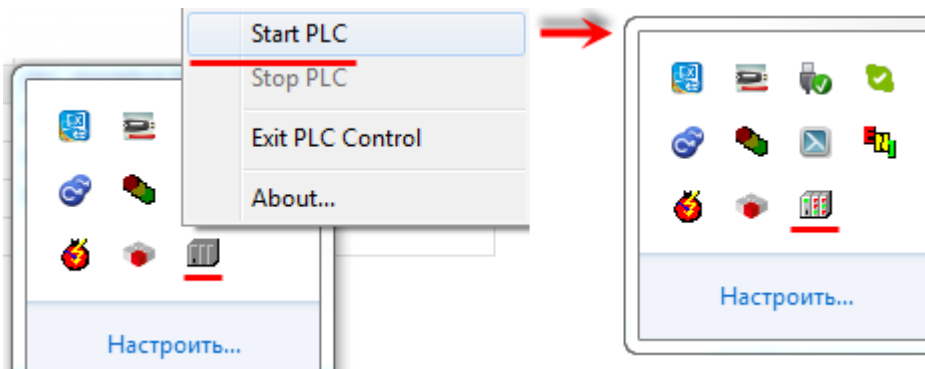 Start PLC
Stop PLC
Exit PLC Control
About...
Настроить...
Настроить...